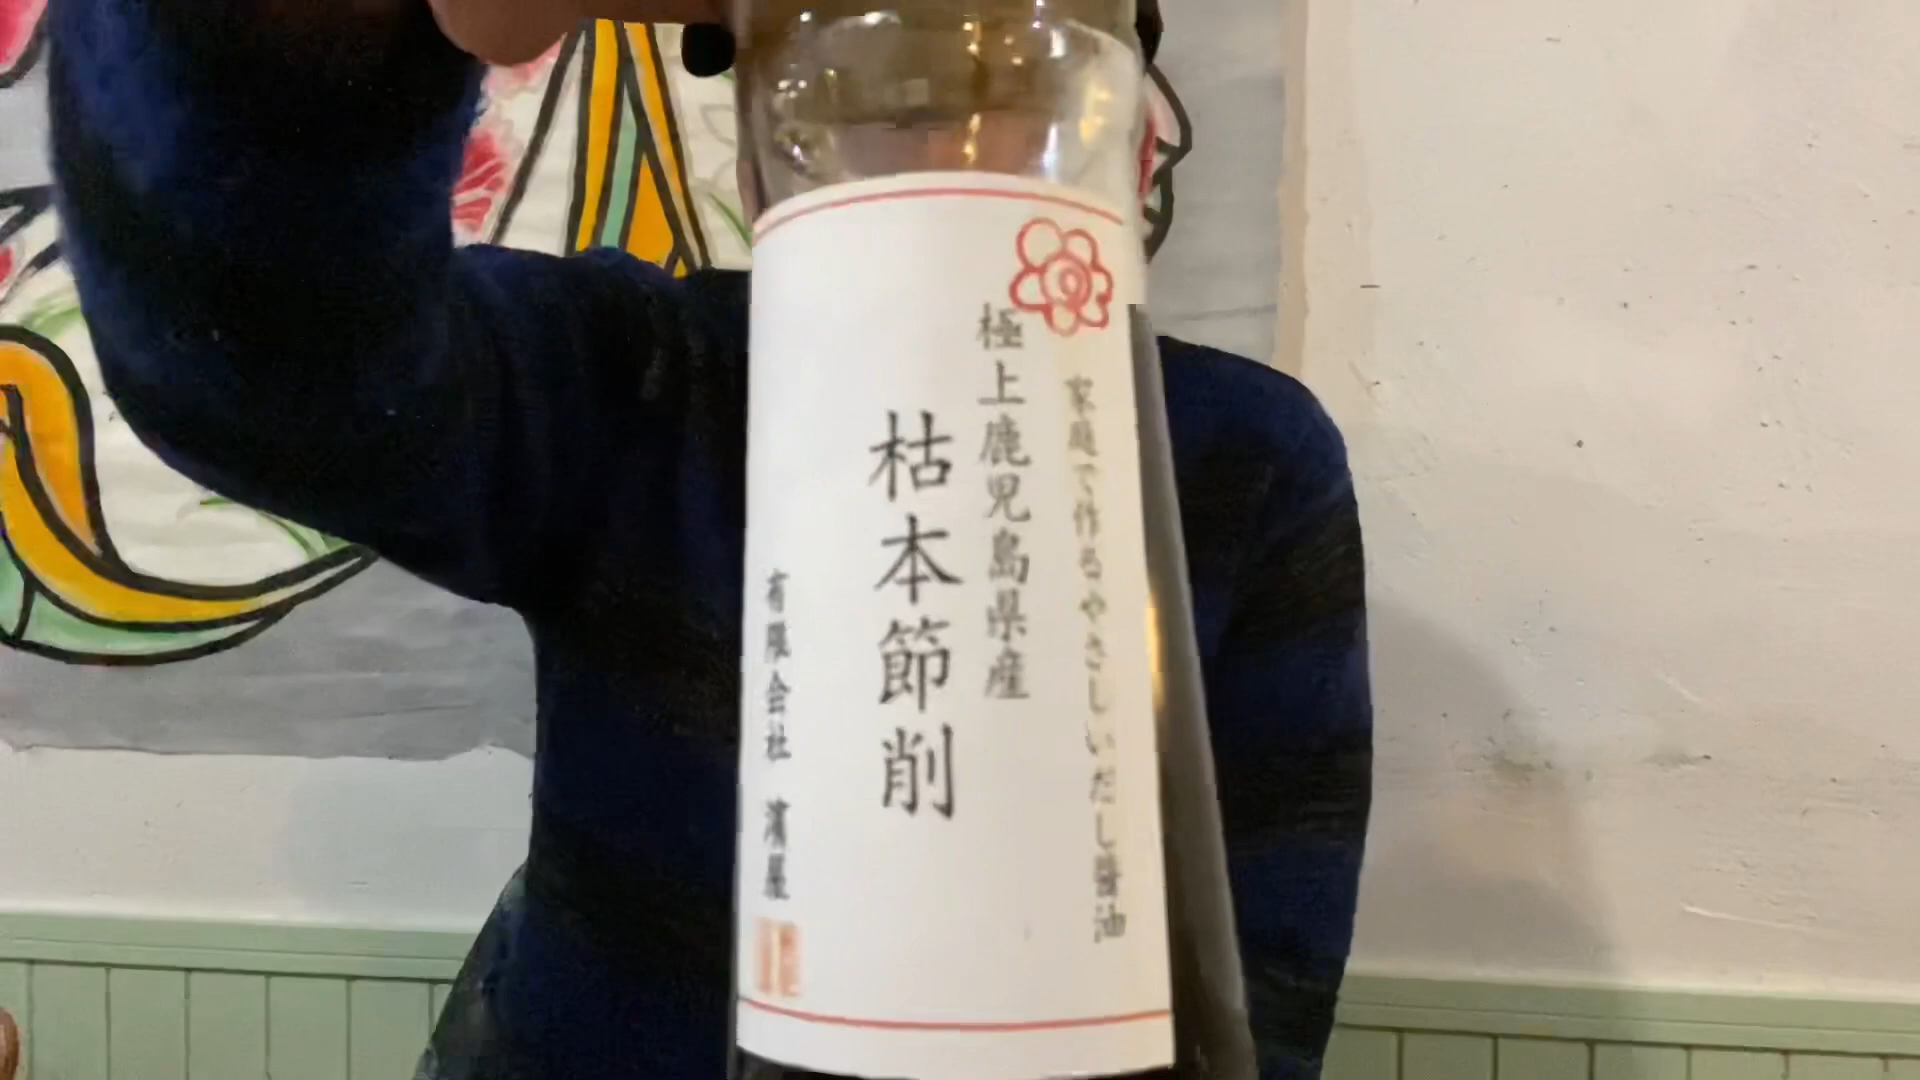 家庭で作るやさしいだし醤油
極上鹿児島県産
枯本節削
有限会社 濱屋